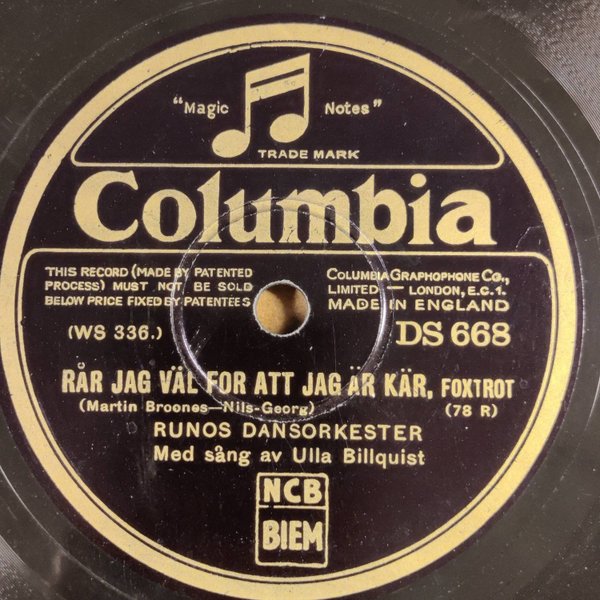 "Magic Notes"
TRADE MARK
Columbia
THIS RECORD (MADE BY PATENTED
PROCESS) MUST NOT BE SOLD
BELOW PRICE FIXED BY PATENTEES
COLUMBIA GRAPHOPHONE CO.,
LIMITED — LONDON, E.C.1.
MADE IN ENGLAND
(WS 336.)
DS 668
RÅR JAG VÄL FOR ATT JAG ÄR KÄR, FOXTROT
(Martin Broones—Nils-Georg) (78 R)
RUNOS DANSORKESTER
Med sång av Ulla Billquist
NCB
BIEM